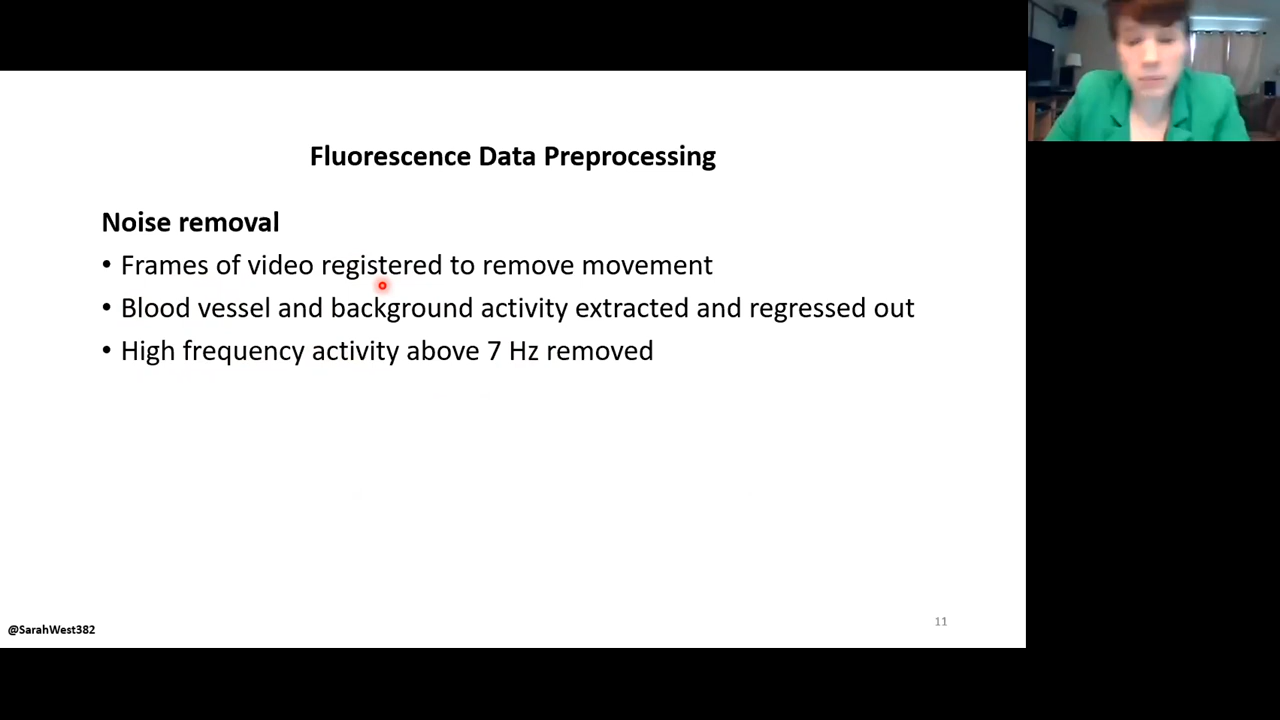 Fluorescence Data Preprocessing
Noise removal
• Frames of video registered to remove movement
• Blood vessel and background activity extracted and regressed out
• High frequency activity above 7 Hz removed
@SarahWest382
11